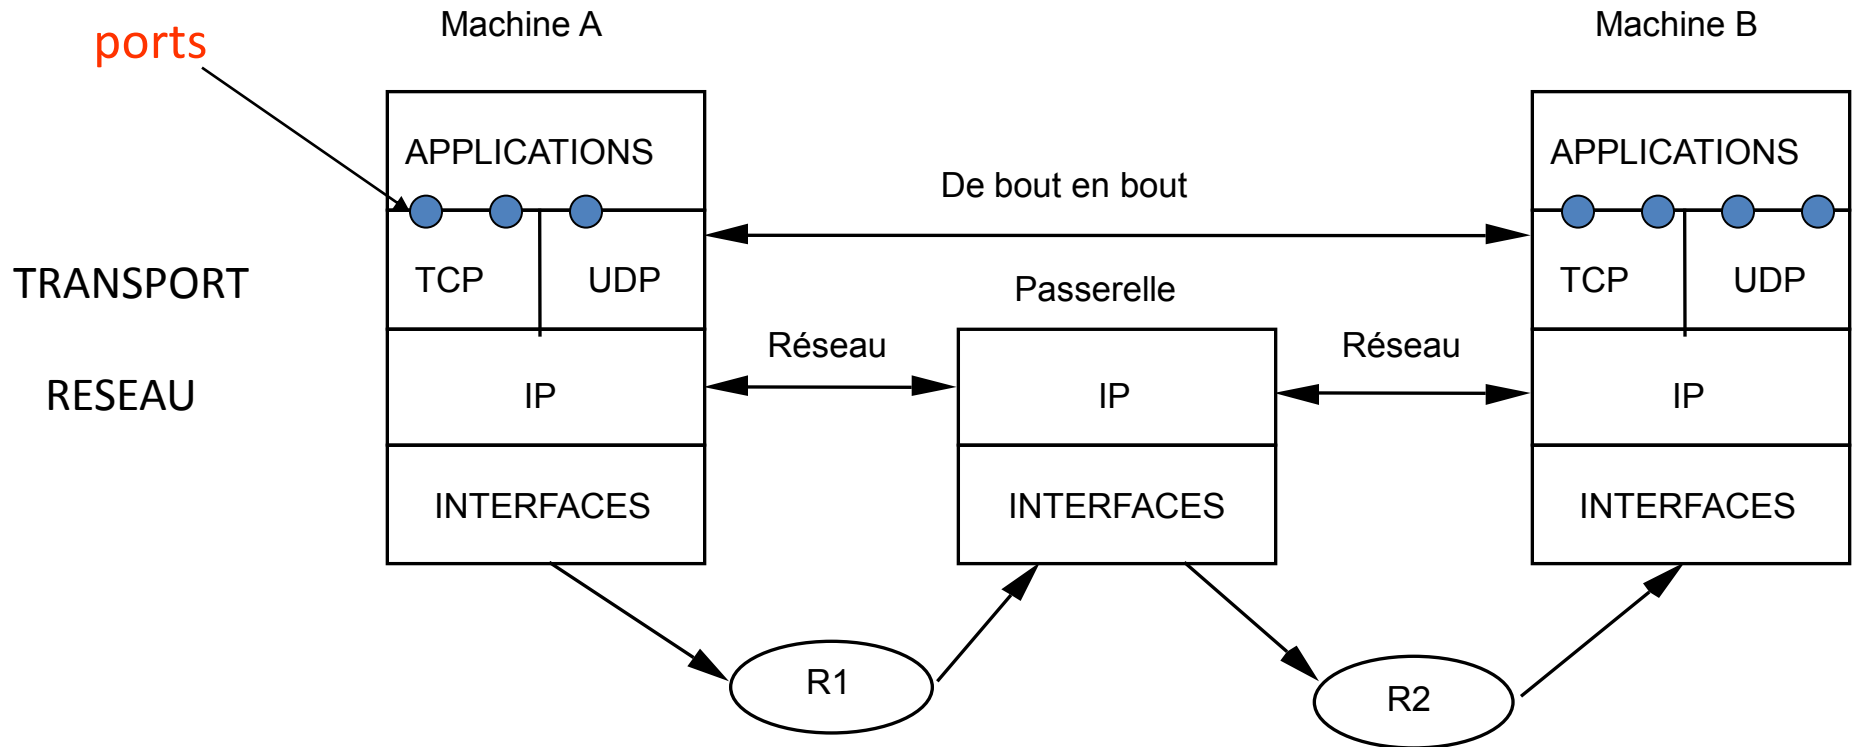 Machine A
Machine B
ports
APPLICATIONS
APPLICATIONS
De bout en bout
TRANSPORT
TCP
UDP
Passerelle
TCP
UDP
Réseau
Réseau
RESEAU
IP
IP
IP
INTERFACES
INTERFACES
INTERFACES
R1
R2